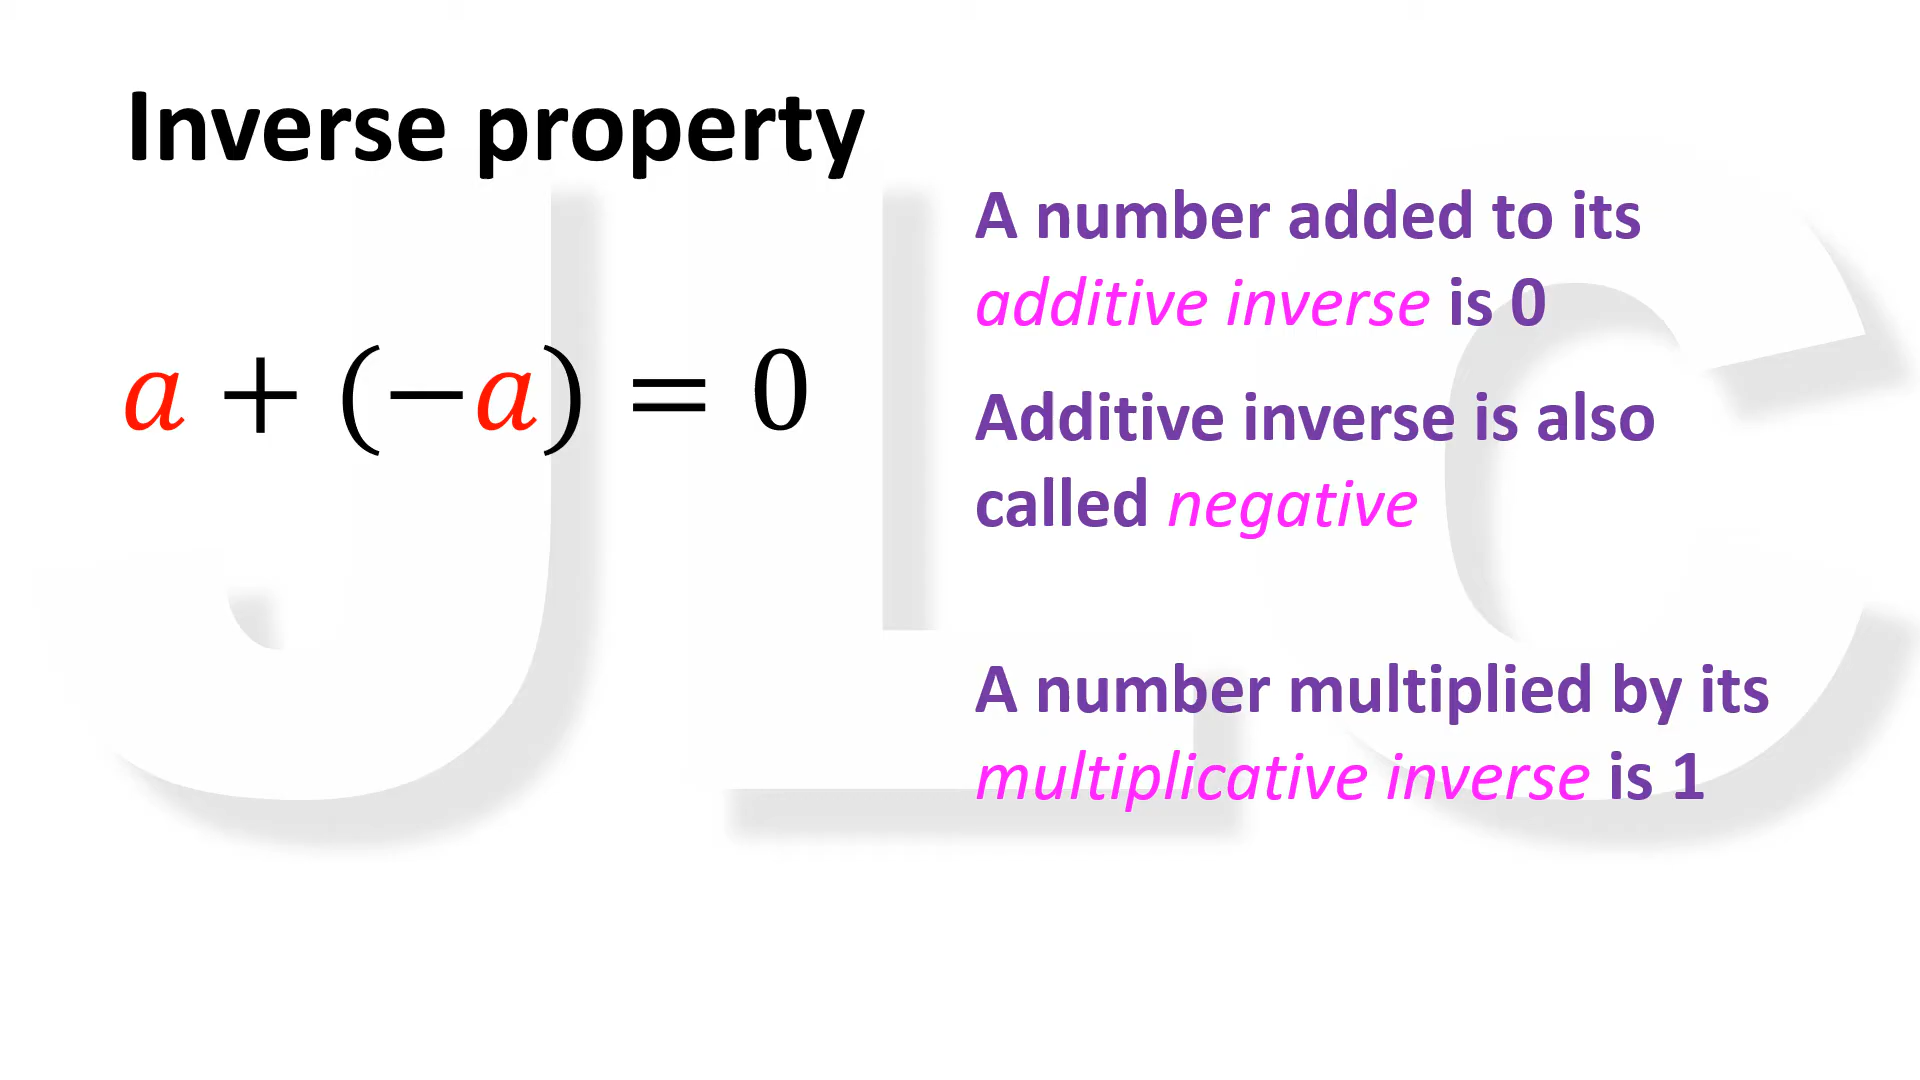 Inverse property
a + (−a) = 0
A number added to its
additive inverse is 0
Additive inverse is also
called negative
A number multiplied by its
multiplicative inverse is 1
JLC